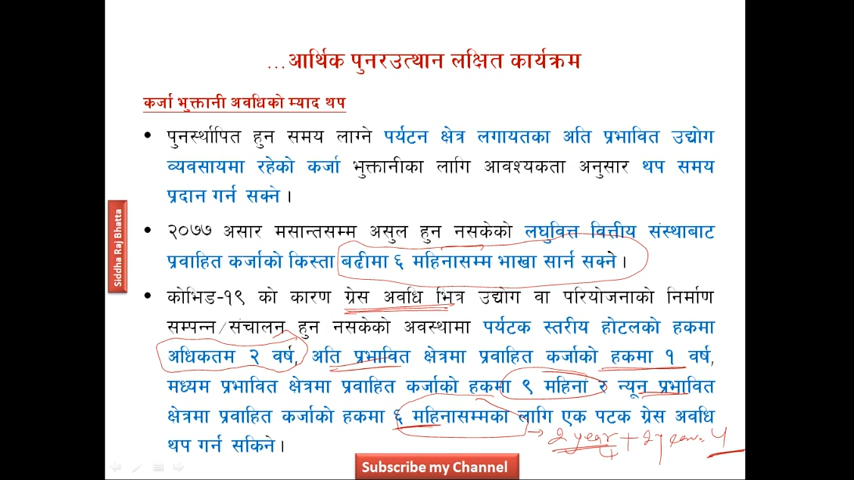 ...आर्थिक पुनरउत्थान लक्षित कार्यक्रम
कर्जा भुक्तानी अवधिको म्याद थप
• पुनर्स्थापित हुन समय लाग्ने पर्यटन क्षेत्र लगायतका अति प्रभावित उद्योग
व्यवसायमा रहेको कर्जा भुक्तानीका लागि आवश्यकता अनुसार थप समय
प्रदान गर्न सक्ने ।
• २०७७ असार मसान्तसम्म असुल हुन नसकेको लघुवित्त वित्तीय संस्थाबाट
प्रवाहित कर्जाको किस्ता बढीमा ६ महिनासम्म भाखा सार्न सक्ने ।
• कोभिड-१९ को कारण ग्रेस अवधि भित्र उद्योग वा परियोजनाको निर्माण
सम्पन्न/संचालन हुन नसकेको अवस्थामा पर्यटक स्तरीय होटलको हकमा
अधिकतम २ वर्ष, अति प्रभावित क्षेत्रमा प्रवाहित कर्जाको हकमा १ वर्ष,
मध्यम प्रभावित क्षेत्रमा प्रवाहित कर्जाको हकमा ९ महिना र न्यून प्रभावित
क्षेत्रमा प्रवाहित कर्जाको हकमा ६ महिनासम्मका लागि एक पटक ग्रेस अवधि
थप गर्न सकिने ।
2 year + 2 year =
Siddha Raj Bhatta
Subscribe my Channel